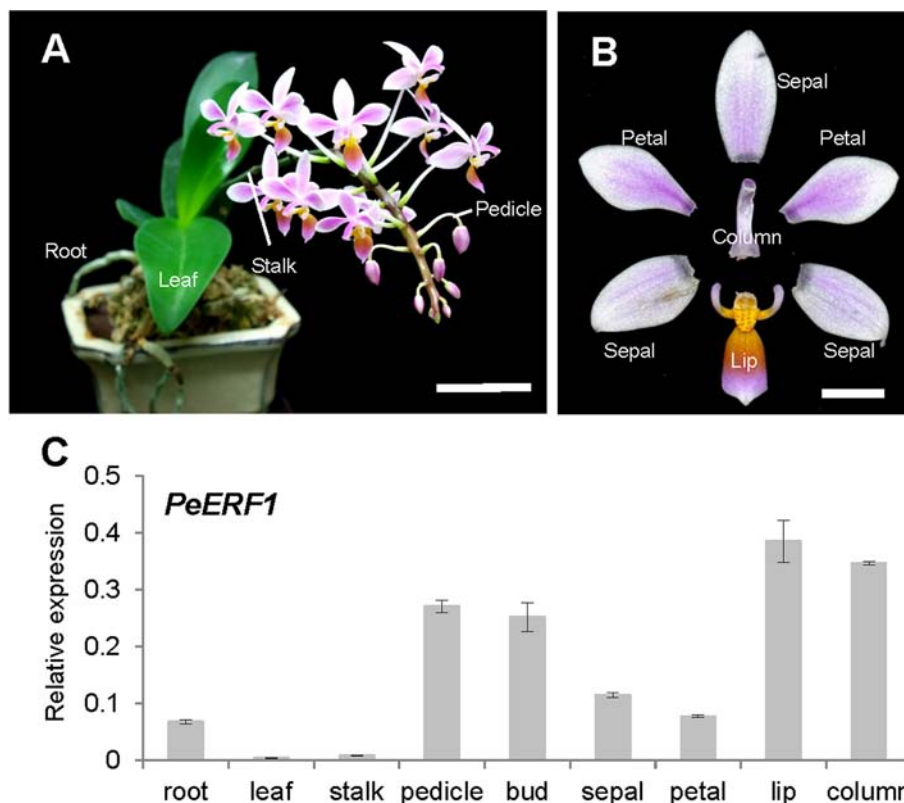 A
Root
Leaf
Stalk
Pedicle
B
Sepal
Petal
Petal
Column
Sepal
Lip
Sepal
C
PeERF1
Relative expression
0.5
0.4
0.3
0.2
0.1
0
root leaf stalk pedicle bud sepal petal lip column